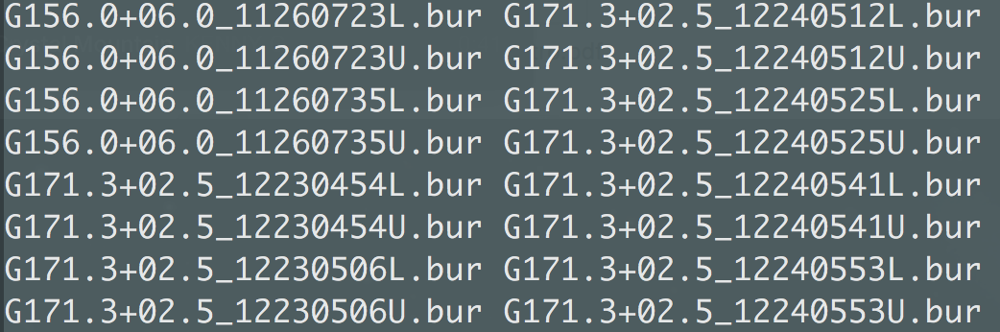 G156.0+06.0_11260723L.bur G171.3+02.5_12240512L.bur
G156.0+06.0_11260723U.bur G171.3+02.5_12240512U.bur
G156.0+06.0_11260735L.bur G171.3+02.5_12240525L.bur
G156.0+06.0_11260735U.bur G171.3+02.5_12240525U.bur
G171.3+02.5_12230454L.bur G171.3+02.5_12240541L.bur
G171.3+02.5_12230454U.bur G171.3+02.5_12240541U.bur
G171.3+02.5_12230506L.bur G171.3+02.5_12240553L.bur
G171.3+02.5_12230506U.bur G171.3+02.5_12240553U.bur